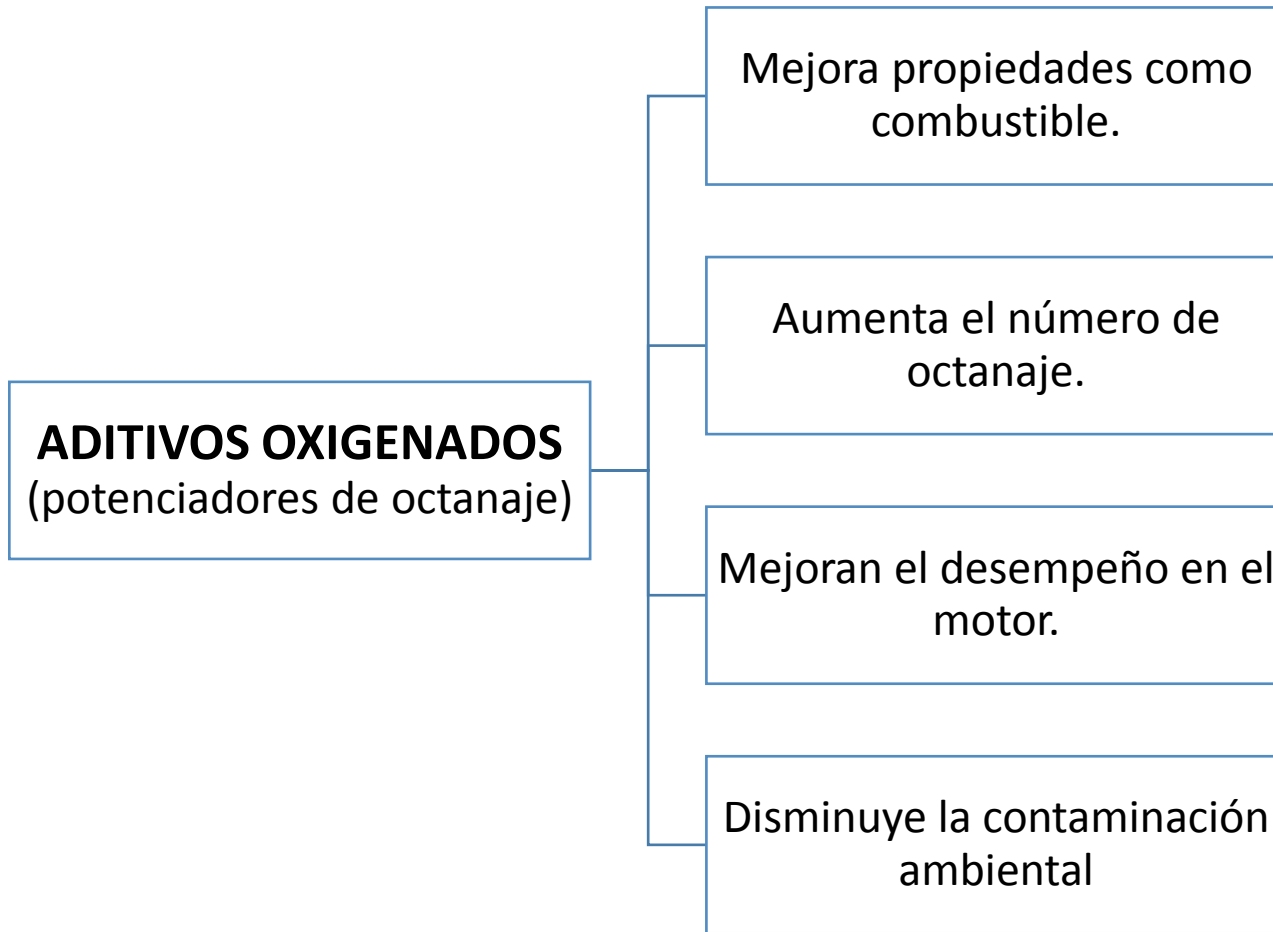 Mejora propiedades como
combustible.
Aumenta el número de
octanaje.
ADITIVOS OXIGENADOS
(potenciadores de octanaje)
Mejoran el desempeño en el
motor.
Disminuye la contaminación
ambiental